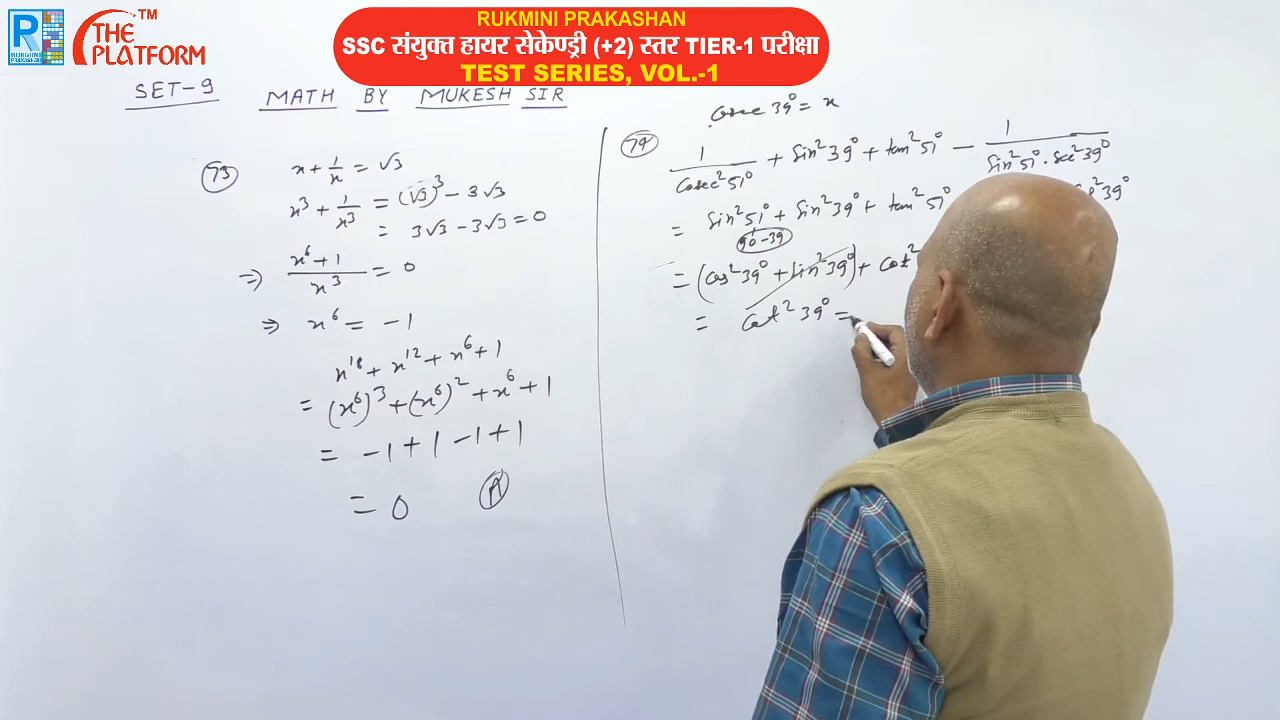 R
RUKMINI
PRAKASHAN
THE
PLATFORM
TM
RUKMINI PRAKASHAN
SSC संयुक्त हायर सेकेण्ड्री (+2) स्तर TIER-1 परीक्षा
TEST SERIES, VOL.-1
SET-9 MATH BY MUKESH SIR
73
x + 1/x = √3
x³ + 1/x³ = (√3)³ - 3√3
= 3√3 - 3√3 = 0
⇒ x⁶+1/x³ = 0
⇒ x⁶ = -1
x¹⁸ + x¹² + x⁶ + 1
= (x⁶)³ + (x⁶)² + x⁶ + 1
= -1 + 1 - 1 + 1
= 0 A
Cosec 39° = x
74
1/Cosec²51° + Sin²39° + tan²51° - 1/Sin²51°·Sec²39°
= Sin²51° + Sin²39° + tan²51°
90-39
= (Cos²39° + Sin²39°) + Cot²
= Cot²39° =